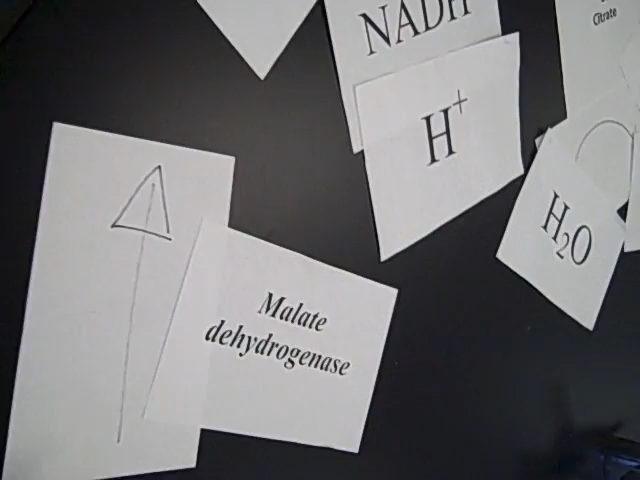 NADH
Citrate
H+
H2O
Malate
dehydrogenase